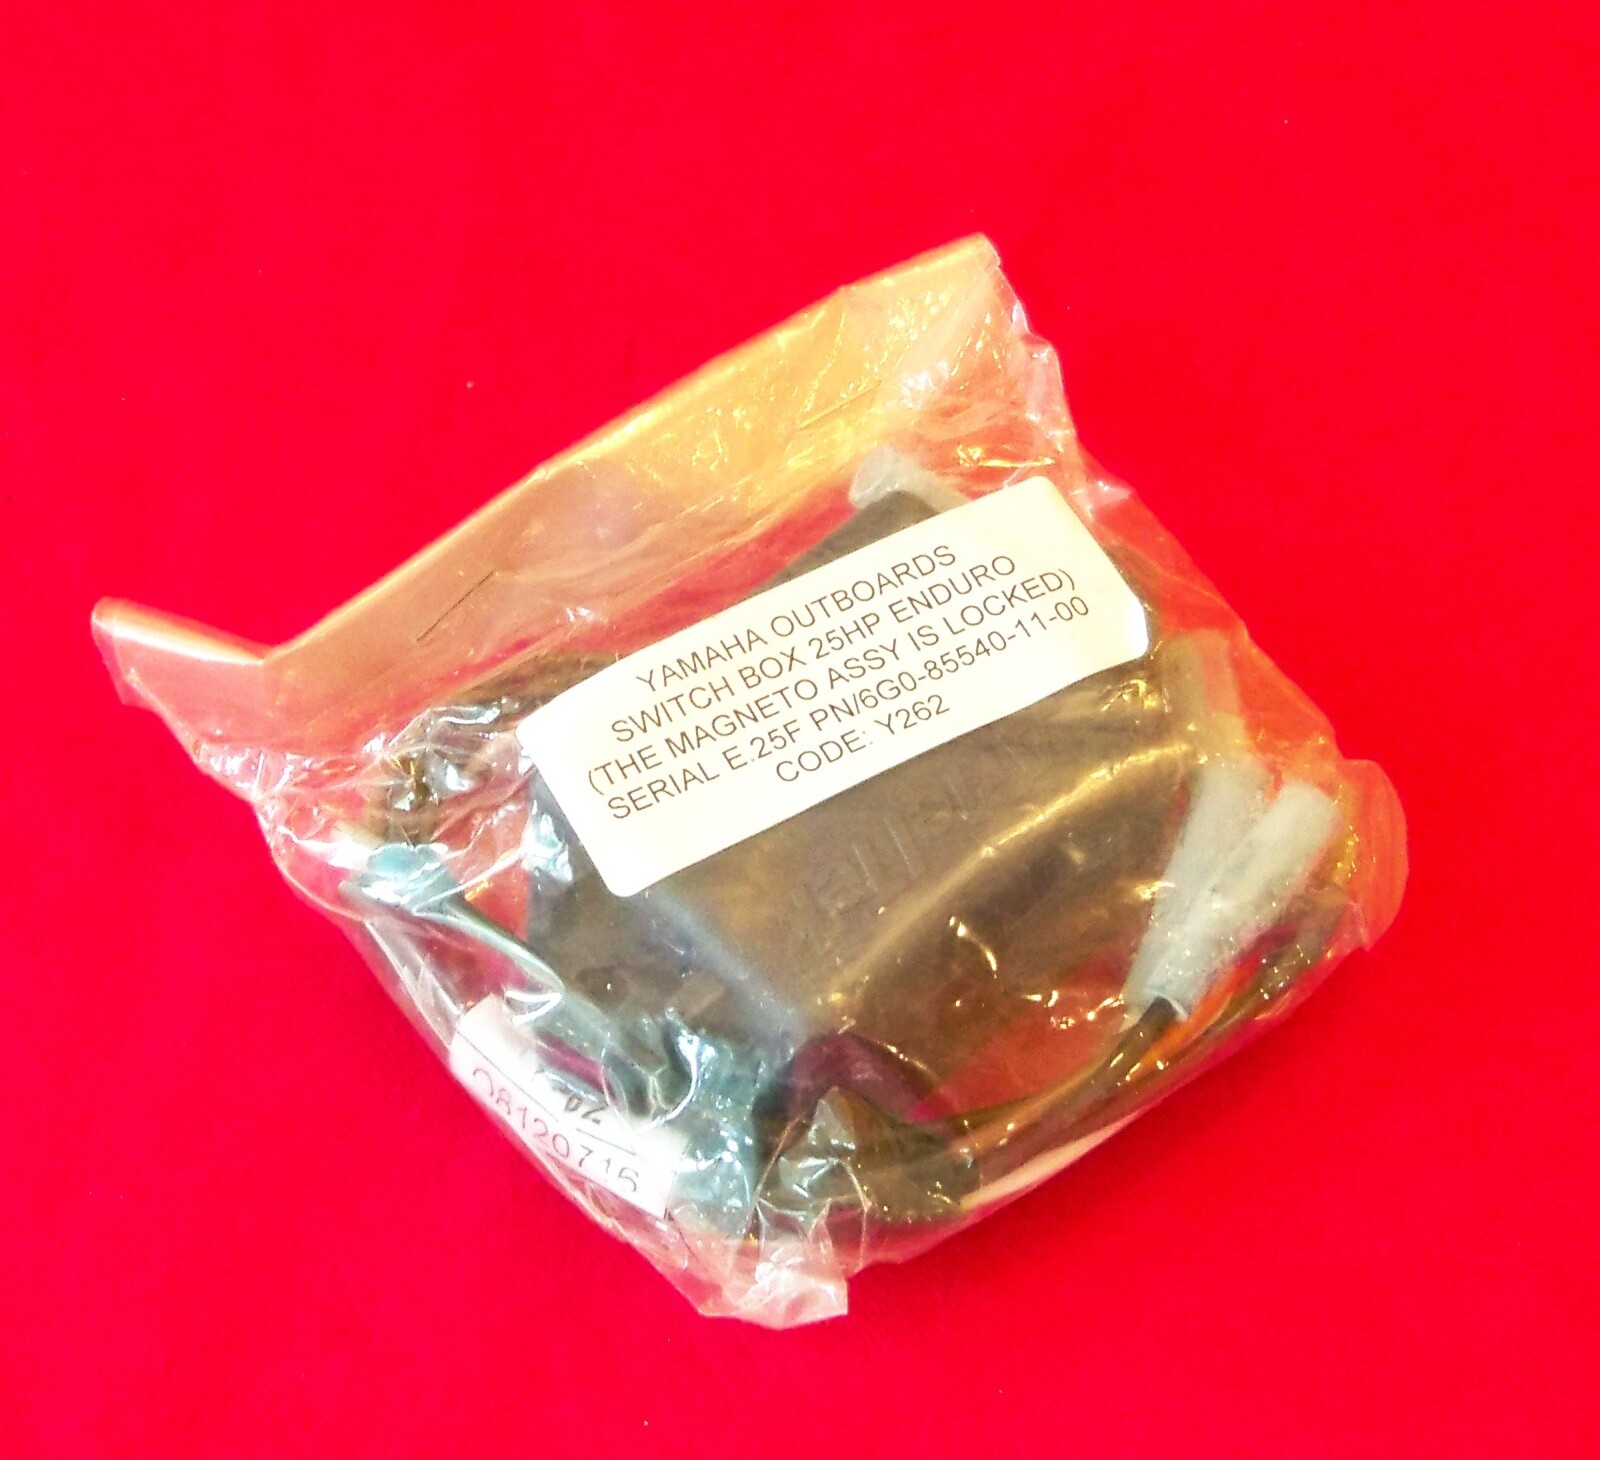 YAMAHA OUTBOARDS
SWITCH BOX 25HP ENDURO
(THE MAGNETO ASSY IS LOCKED)
SERIAL E.25F PN/6G0-85540-11-00
CODE: Y262
08120716